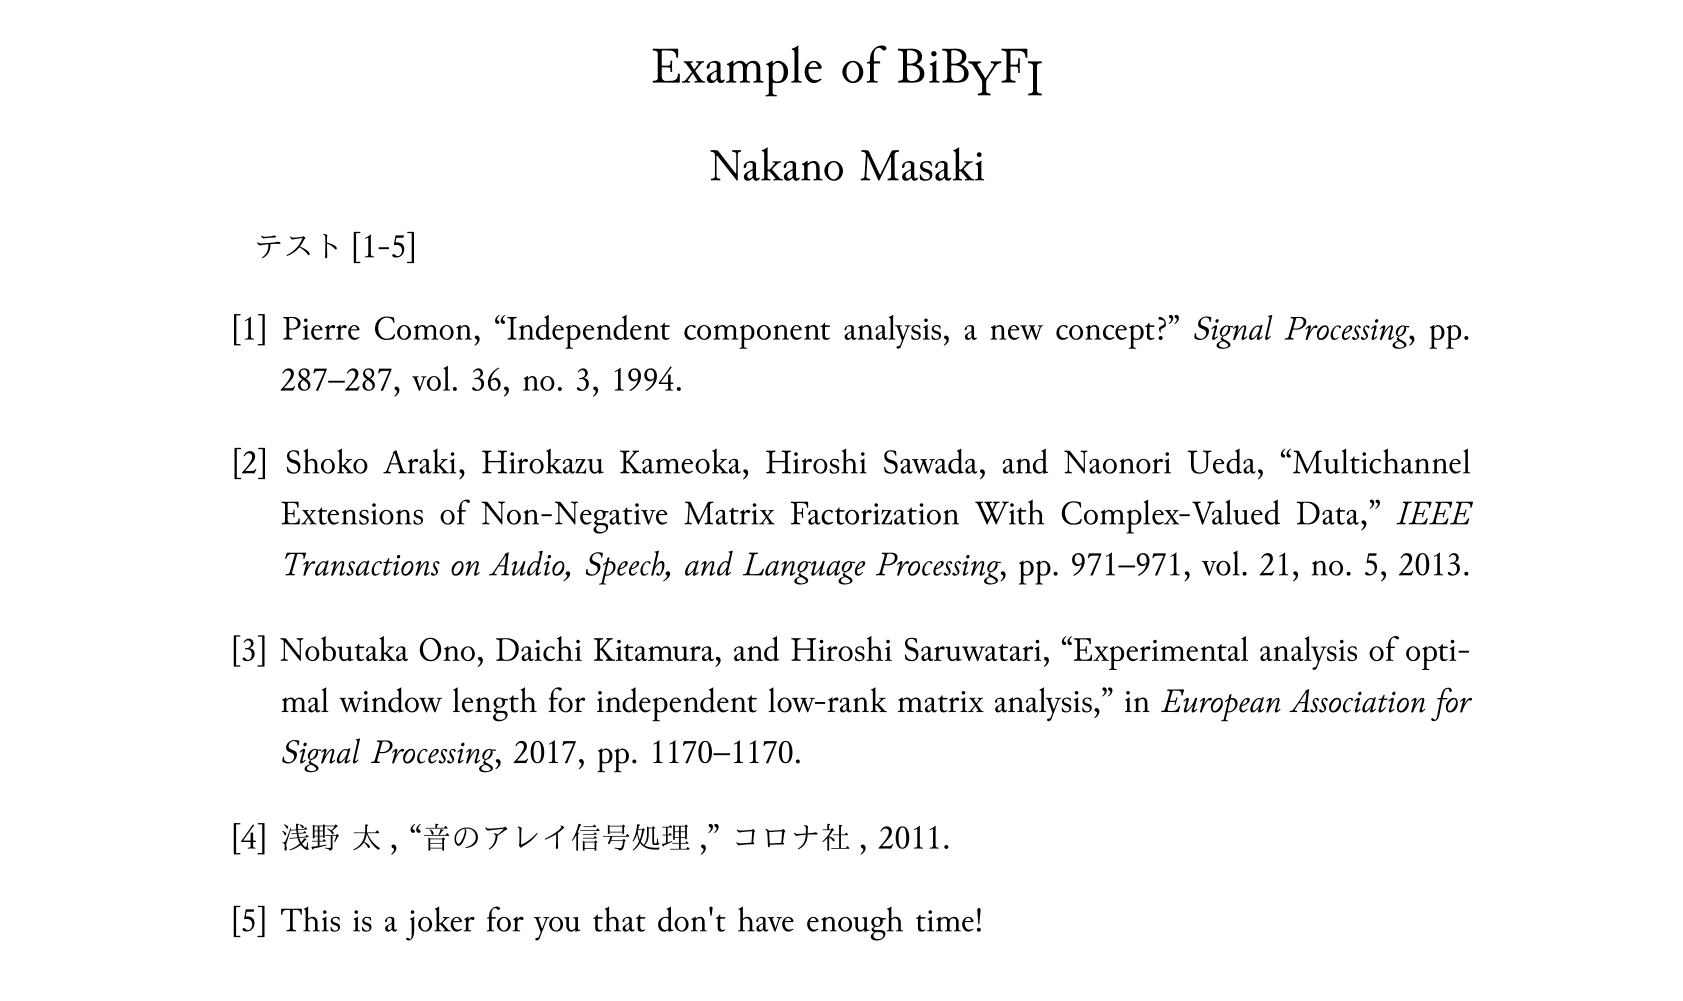 Example of BiBYFI
Nakano Masaki
テスト [1-5]
[1] Pierre Comon, “Independent component analysis, a new concept?” Signal Processing, pp.
287–287, vol. 36, no. 3, 1994.
[2] Shoko Araki, Hirokazu Kameoka, Hiroshi Sawada, and Naonori Ueda, “Multichannel
Extensions of Non-Negative Matrix Factorization With Complex-Valued Data,” IEEE
Transactions on Audio, Speech, and Language Processing, pp. 971–971, vol. 21, no. 5, 2013.
[3] Nobutaka Ono, Daichi Kitamura, and Hiroshi Saruwatari, “Experimental analysis of opti-
mal window length for independent low-rank matrix analysis,” in European Association for
Signal Processing, 2017, pp. 1170–1170.
[4] 浅野 太 , “音のアレイ信号処理 ,” コロナ社 , 2011.
[5] This is a joker for you that don't have enough time!